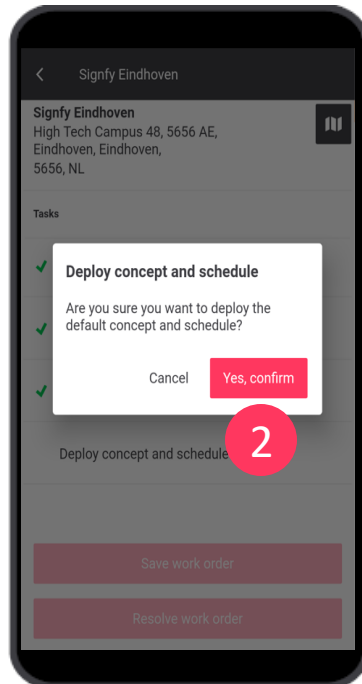 Signfy Eindhoven
Signfy Eindhoven
High Tech Campus 48, 5656 AE,
Eindhoven, Eindhoven,
5656, NL
Tasks
Deploy concept and schedule
Are you sure you want to deploy the
default concept and schedule?
Cancel
Yes, confirm
2
Deploy concept and schedule
Save work order
Resolve work order